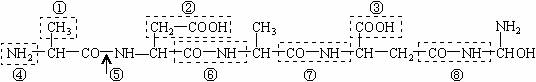 ① ② ③
CH₃ CH₂—COOH CH₃ COOH NH₂
NH₂—CH—CO—NH—CH—CO—NH—CH—CO—NH—CH—CH₂—CO—NH—CHOH
④ ⑤ ⑥ ⑦ ⑧